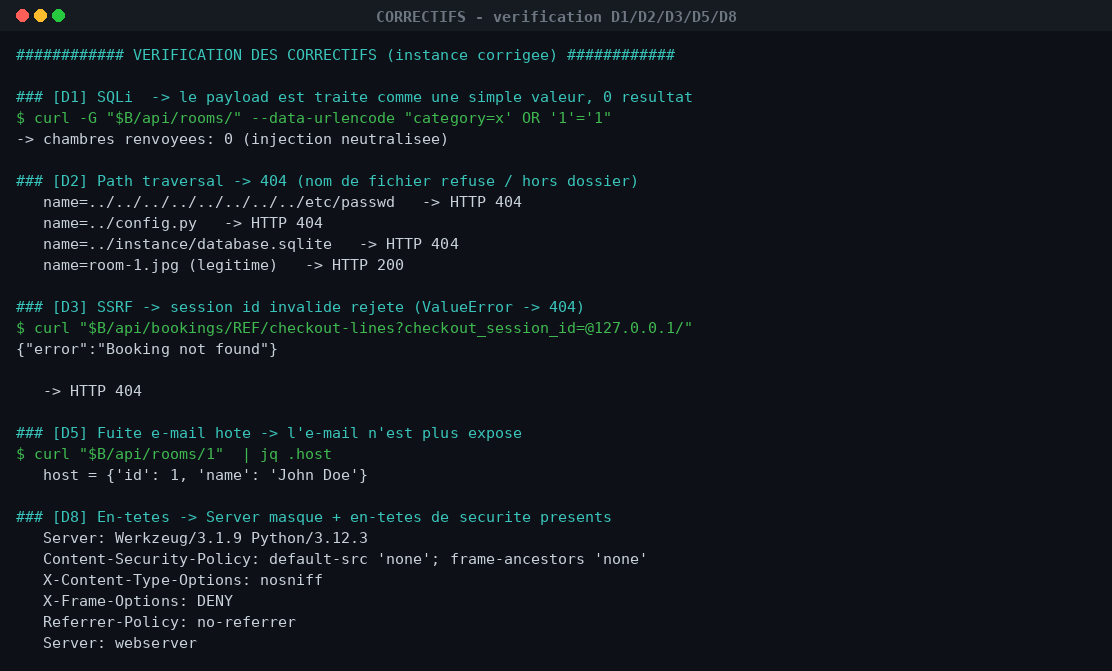 CORRECTIFS - verification D1/D2/D3/D5/D8
############ VERIFICATION DES CORRECTIFS (instance corrigee) ############
### [D1] SQLi  -> le payload est traite comme une simple valeur, 0 resultat
$ curl -G "$B/api/rooms/" --data-urlencode "category=x' OR '1'='1"
-> chambres renvoyees: 0 (injection neutralisee)
### [D2] Path traversal -> 404 (nom de fichier refuse / hors dossier)
name=../../../../../../../../etc/passwd   -> HTTP 404
name=../config.py   -> HTTP 404
name=../instance/database.sqlite   -> HTTP 404
name=room-1.jpg (legitime)   -> HTTP 200
### [D3] SSRF -> session id invalide rejete (ValueError -> 404)
$ curl "$B/api/bookings/REF/checkout-lines?checkout_session_id=@127.0.0.1/"
{"error":"Booking not found"}
-> HTTP 404
### [D5] Fuite e-mail hote -> l'e-mail n'est plus expose
$ curl "$B/api/rooms/1"  | jq .host
host = {'id': 1, 'name': 'John Doe'}
### [D8] En-tetes -> Server masque + en-tetes de securite presents
Server: Werkzeug/3.1.9 Python/3.12.3
Content-Security-Policy: default-src 'none'; frame-ancestors 'none'
X-Content-Type-Options: nosniff
X-Frame-Options: DENY
Referrer-Policy: no-referrer
Server: webserver